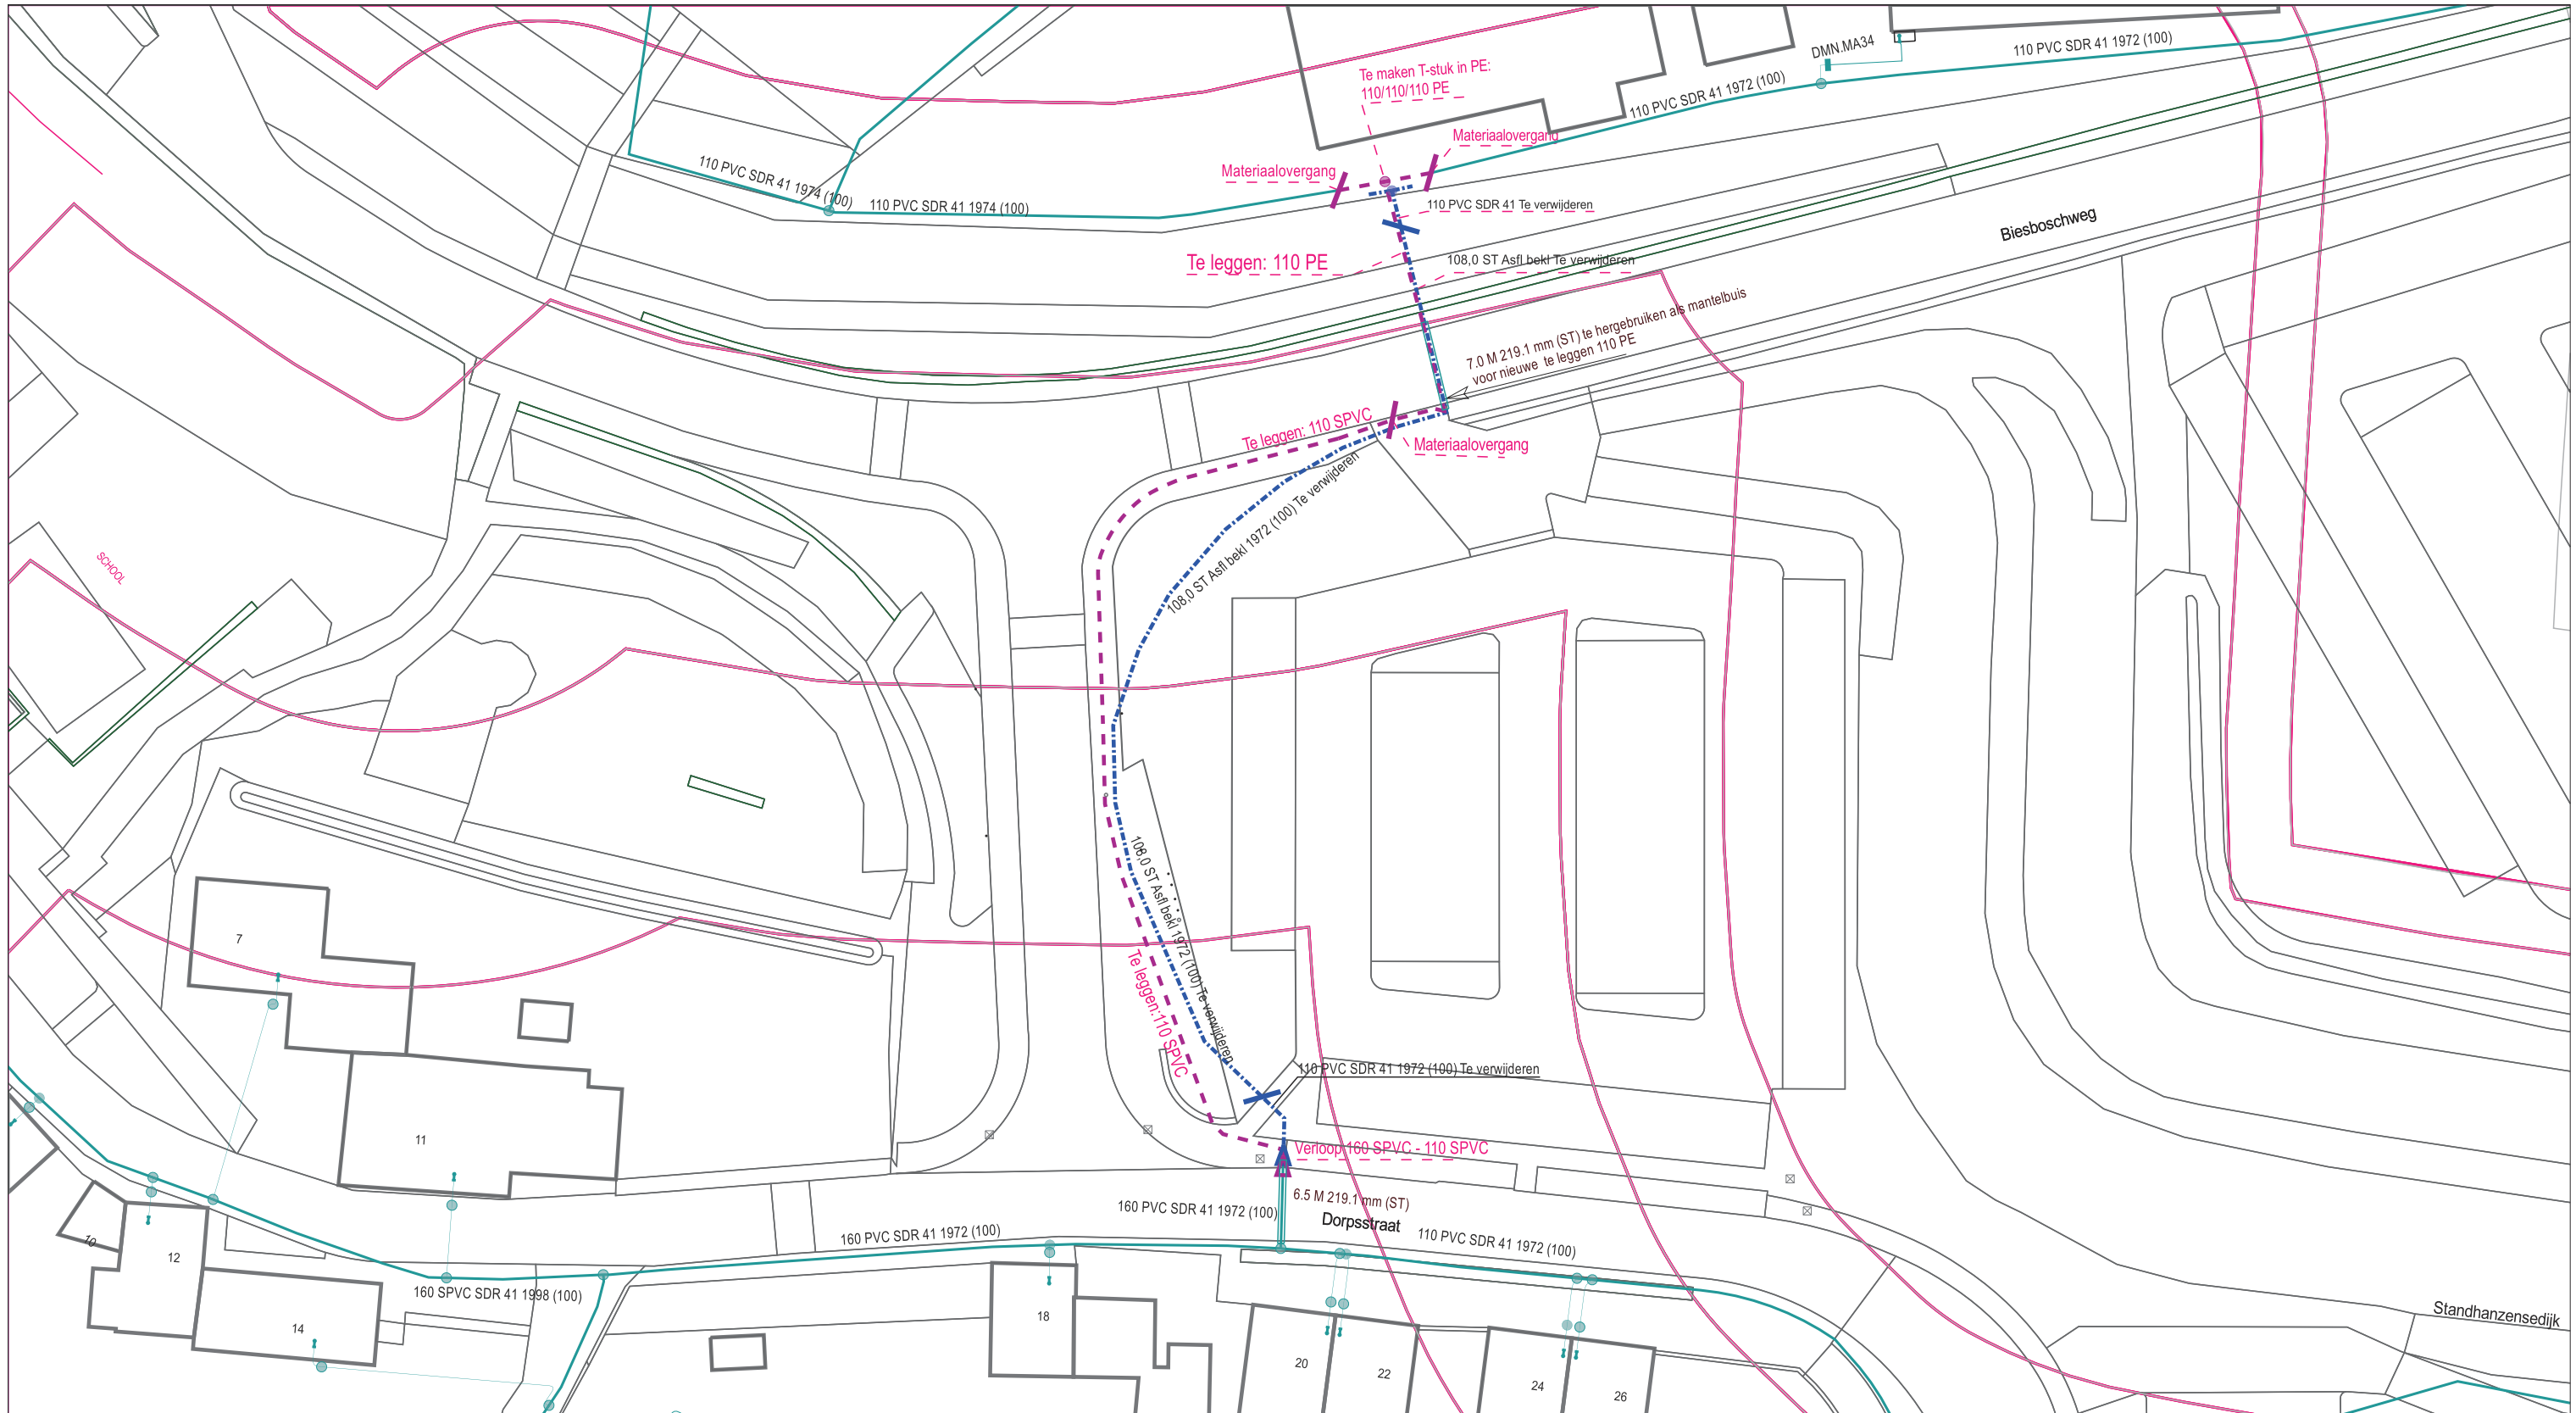 DMN.MA34
110 PVC SDR 41 1972 (100)
Te maken T-stuk in PE:
110/110/110 PE
110 PVC SDR 41 1972 (100)
Materiaalovergang
Materiaalovergang
110 PVC SDR 41 1974 (100)
110 PVC SDR 41 1974 (100)
110 PVC SDR 41 Te verwijderen
Biesboschweg
Te leggen: 110 PE
108,0 ST Asfl bekl Te verwijderen
7.0 M 219.1 mm (ST) te hergebruiken als mantelbuis
voor nieuwe te leggen 110 PE
Te leggen: 110 SPVC
Materiaalovergang
108,0 ST Asfl bekl 1972 (100) Te verwijderen
SCHOOL
108,0 ST Asfl bekl 1972 (100) Te verwijderen
Te leggen:110 SPVC
7
110 PVC SDR 41 1972 (100) Te verwijderen
11
Verloop 160 SPVC - 110 SPVC
6.5 M 219.1 mm (ST)
160 PVC SDR 41 1972 (100)
Dorpsstraat
160 PVC SDR 41 1972 (100)
110 PVC SDR 41 1972 (100)
10
12
160 SPVC SDR 41 1998 (100)
Standhanzensedijk
14
18
20
22
24
26